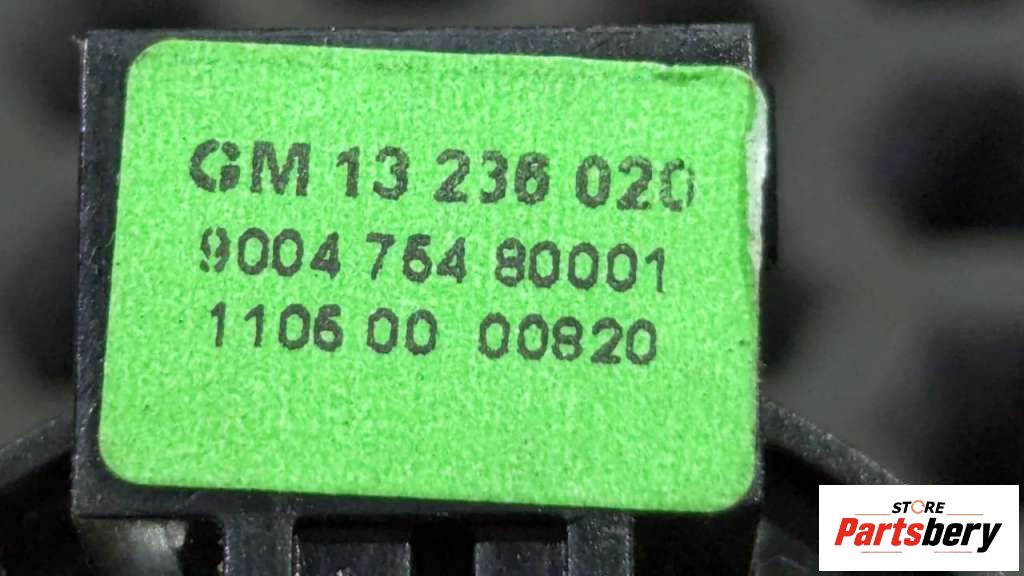 GM 13 236 020
9004 754 80001
1106 00 00820
STORE
Partsbery